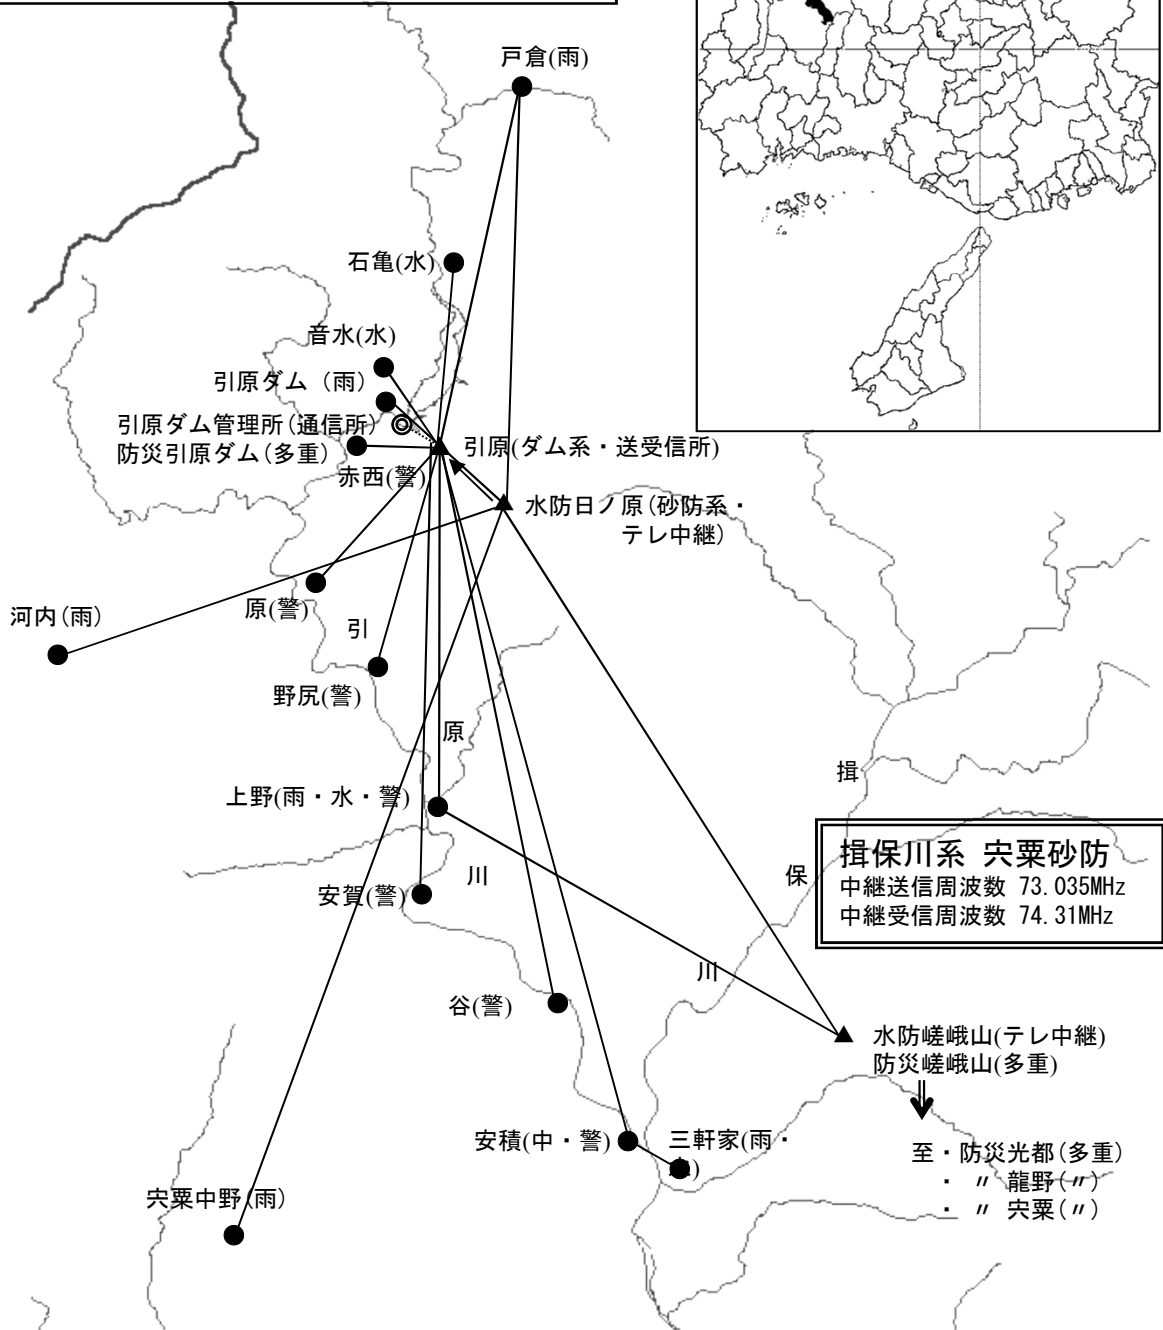 戸倉(雨)
石亀(水)
音水(水)
引原ダム（雨）
引原ダム管理所(通信所)
防災引原ダム(多重)
引原(ダム系・送受信所)
赤西(警)
水防日ノ原(砂防系・
テレ中継)
原(警)
河内(雨)
引
野尻(警)
原
揖
上野(雨・水・警)
揖保川系 宍粟砂防
中継送信周波数 73.035MHz
中継受信周波数 74.31MHz
川
保
安賀(警)
川
谷(警)
水防嵯峨山(テレ中継)
防災嵯峨山(多重)
安積(中・警)
三軒家(雨・
)
至・防災光都(多重)
・ 〃 龍野(〃)
・ 〃 宍粟(〃)
宍粟中野(雨)